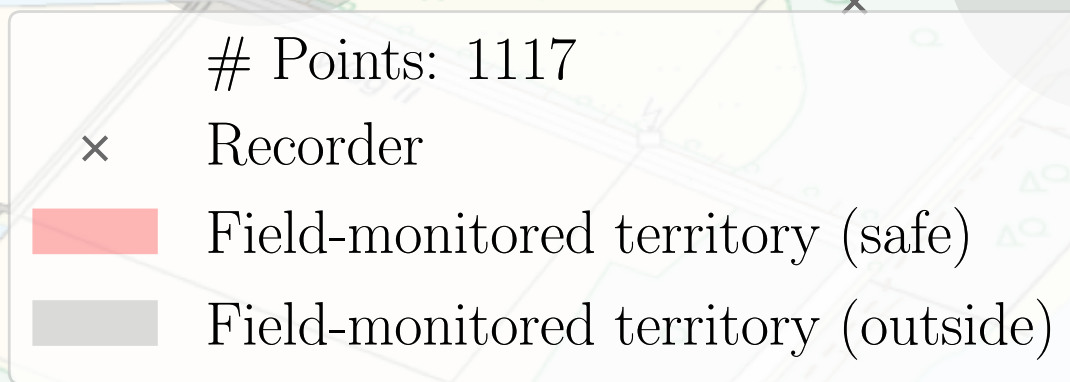 # Points: 1117
Recorder
Field-monitored territory (safe)
Field-monitored territory (outside)